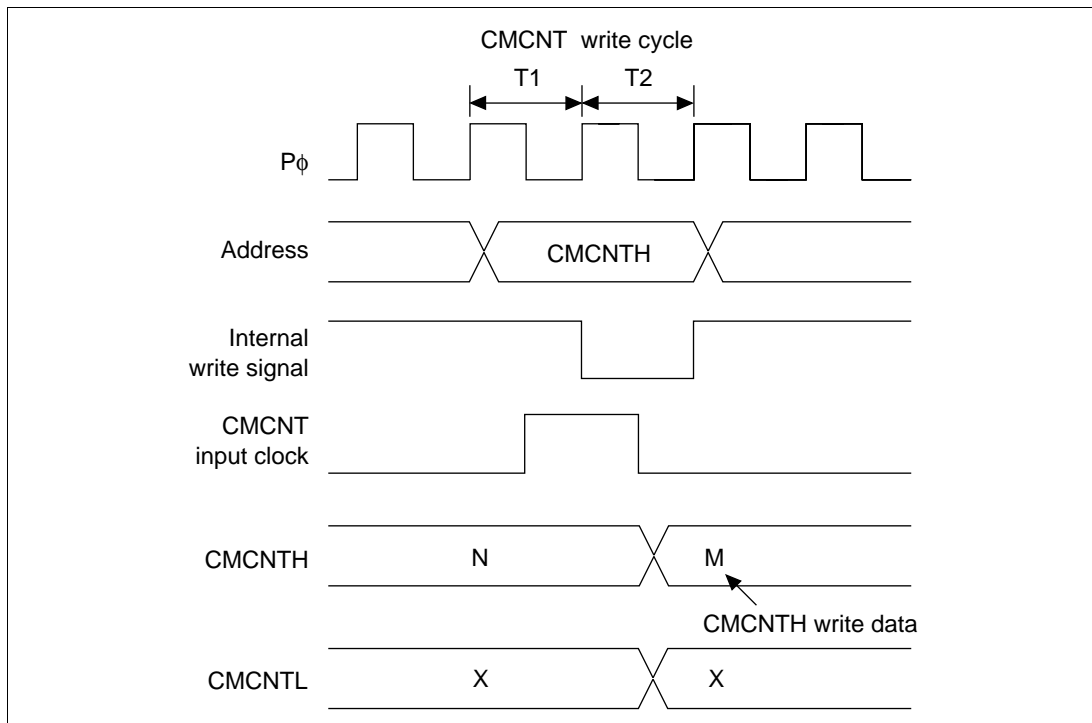 CMCNT write cycle
T1 T2
Pϕ
Address
CMCNTH
Internal
write signal
CMCNT
input clock
CMCNTH
N
M
CMCNTH write data
CMCNTL
X
X